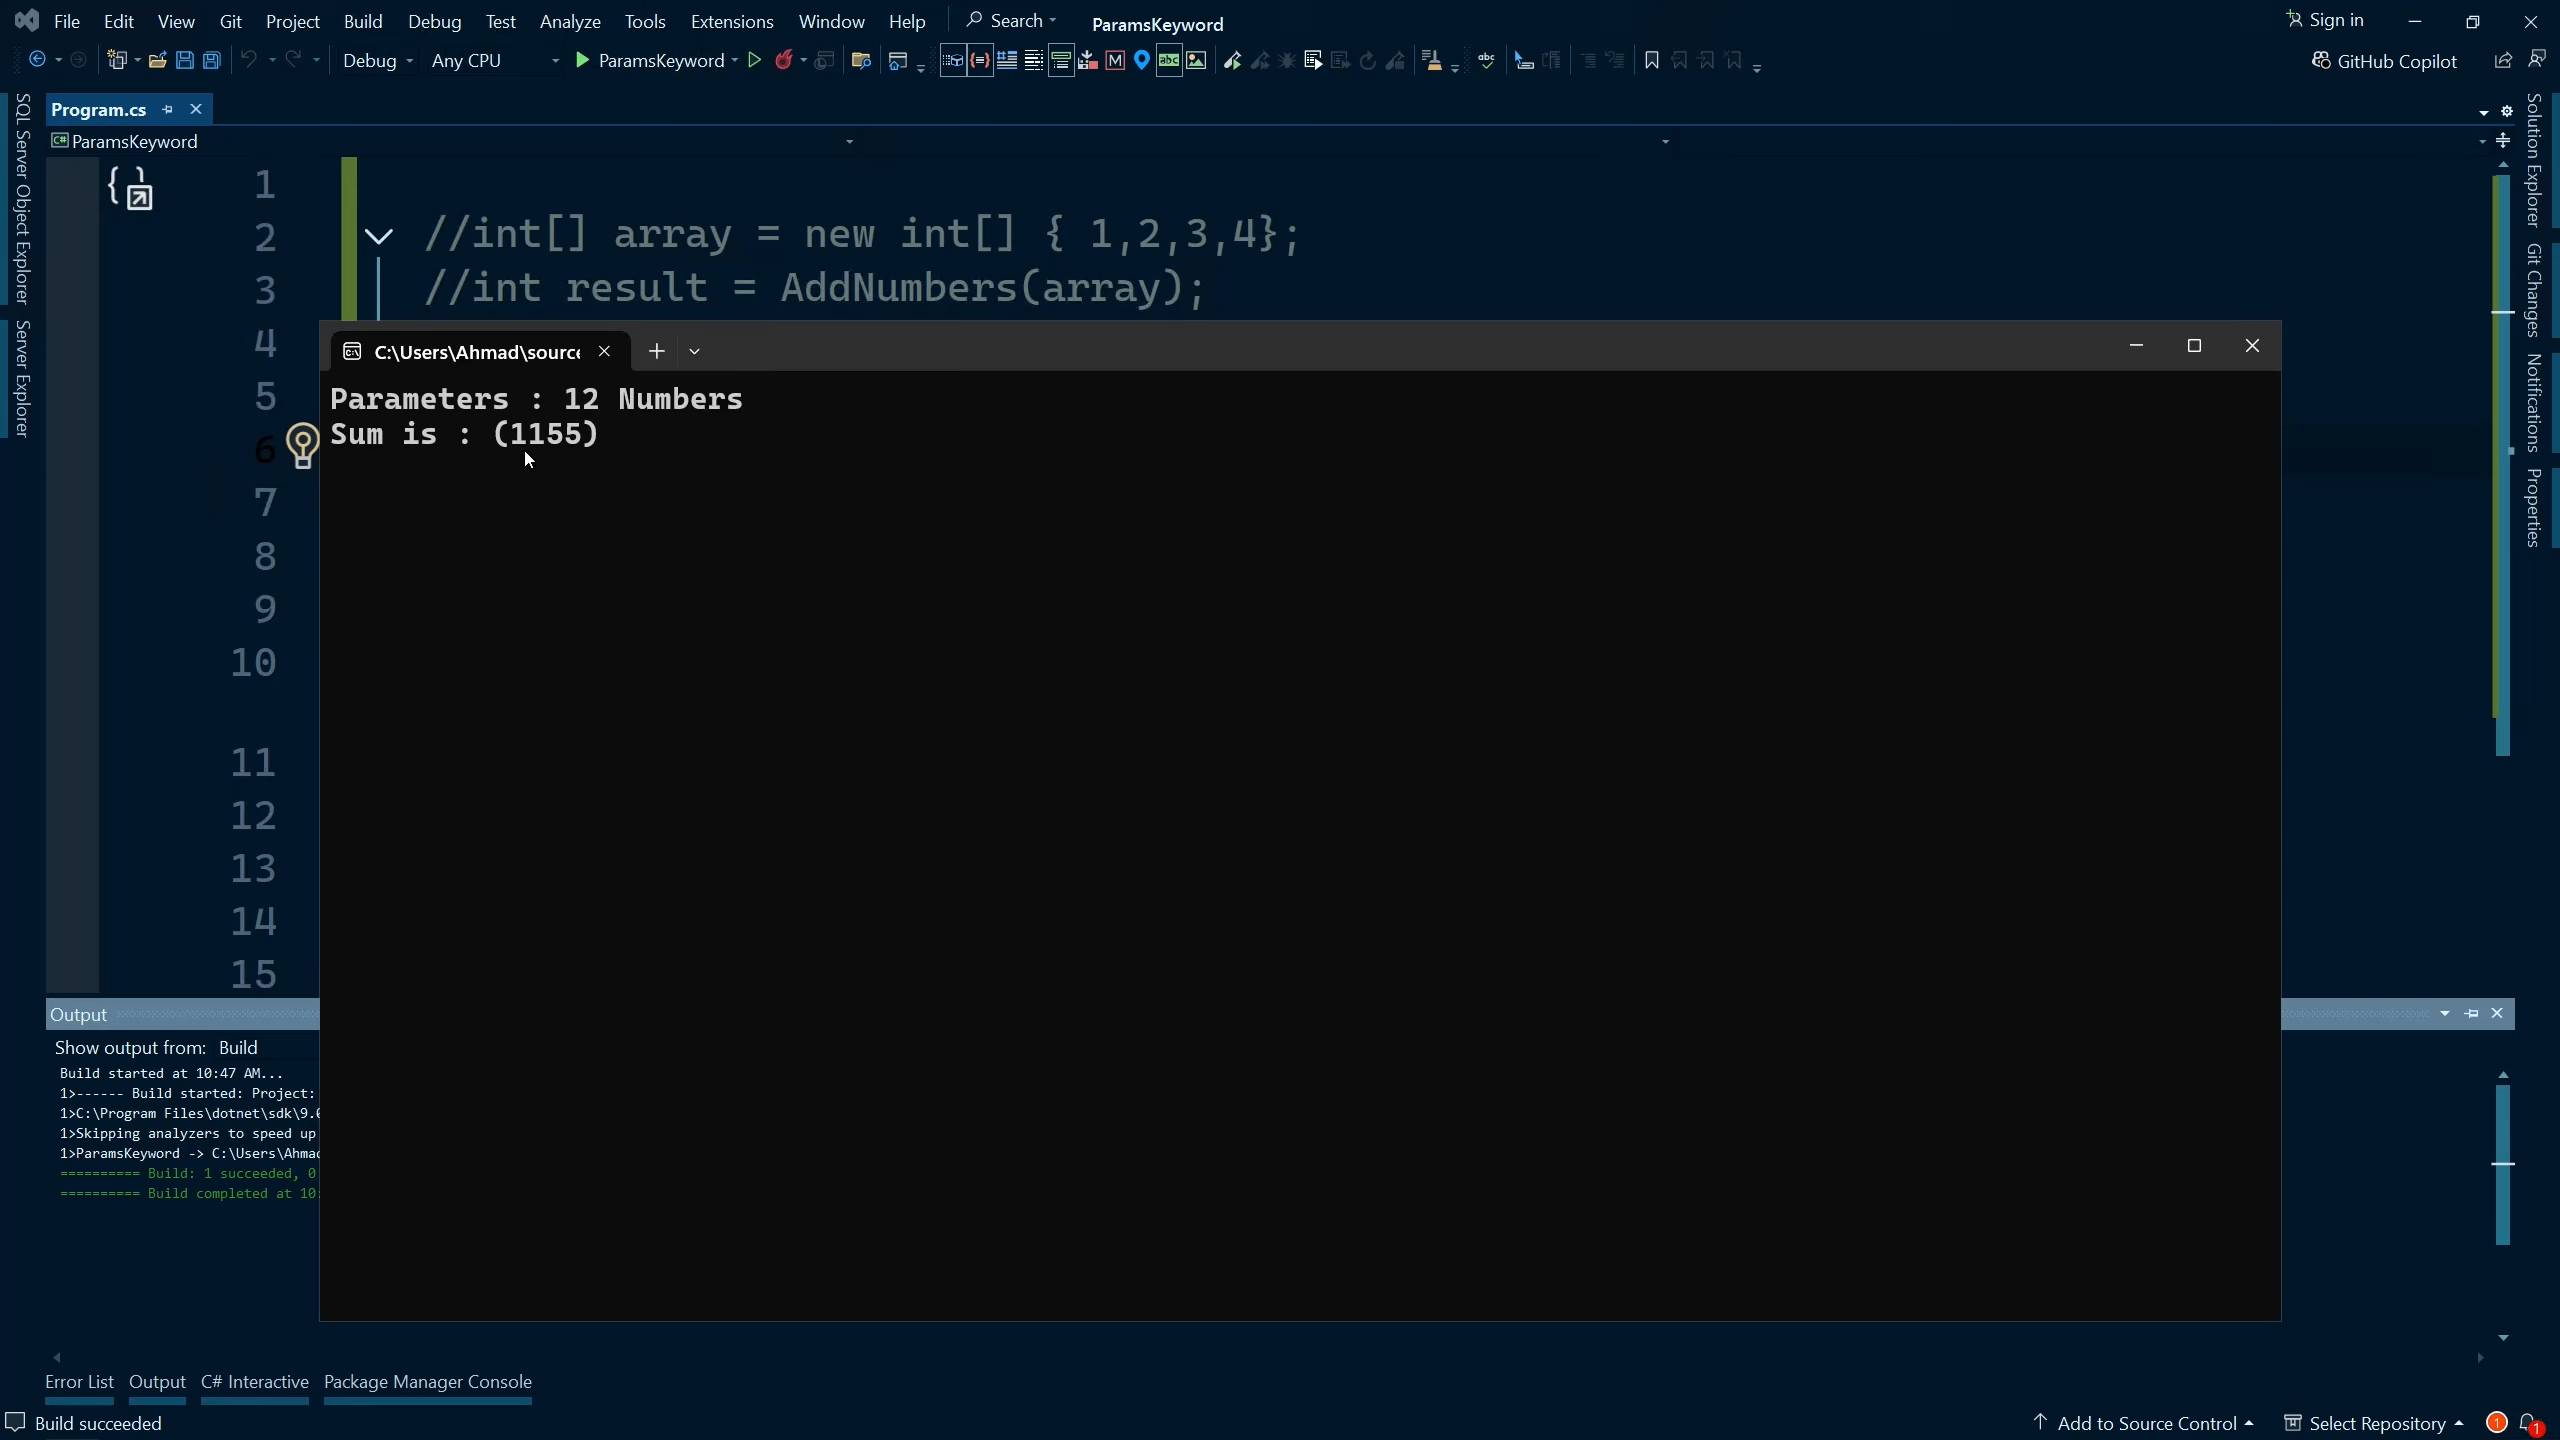 File Edit View Git Project Build Debug Test Analyze Tools Extensions Window Help Search ParamsKeyword Sign in
Debug Any CPU ParamsKeyword GitHub Copilot
Program.cs
C# ParamsKeyword
1
2 //int[] array = new int[] { 1,2,3,4};
3 //int result = AddNumbers(array);
4
5
6
7
8
9
10
11
12
13
14
15
C:\Users\Ahmad\source
Parameters : 12 Numbers
Sum is : (1155)
SQL Server Object Explorer
Server Explorer
Solution Explorer
Git Changes
Notifications
Properties
Output
Show output from: Build
Build started at 10:47 AM...
1>------ Build started: Project:
1>C:\Program Files\dotnet\sdk\9.0
1>Skipping analyzers to speed up
1>ParamsKeyword -> C:\Users\Ahmad
========== Build: 1 succeeded, 0
========== Build completed at 10:
Error List Output C# Interactive Package Manager Console
Build succeeded Add to Source Control Select Repository 1 1